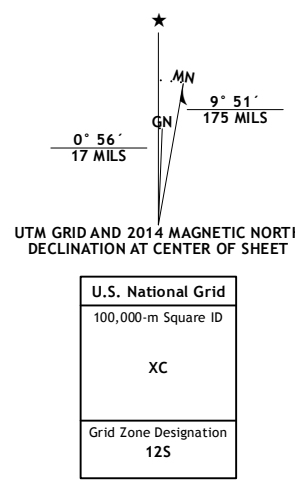 ★
MN
GN
9° 51´
175 MILS
0° 56´
17 MILS
UTM GRID AND 2014 MAGNETIC NORTH
DECLINATION AT CENTER OF SHEET
U.S. National Grid
100,000-m Square ID
XC
Grid Zone Designation
12S